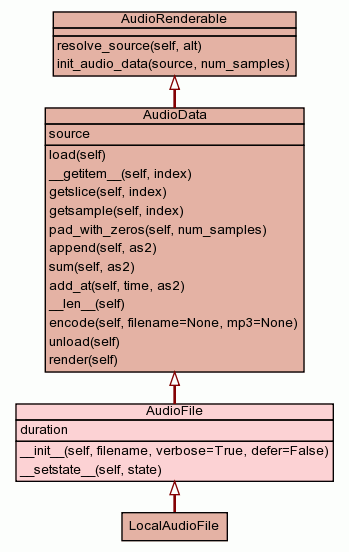 AudioRenderable
resolve_source(self, alt)
init_audio_data(source, num_samples)
AudioData
source
load(self)
__getitem__(self, index)
getslice(self, index)
getsample(self, index)
pad_with_zeros(self, num_samples)
append(self, as2)
sum(self, as2)
add_at(self, time, as2)
__len__(self)
encode(self, filename=None, mp3=None)
unload(self)
render(self)
AudioFile
duration
__init__(self, filename, verbose=True, defer=False)
__setstate__(self, state)
LocalAudioFile